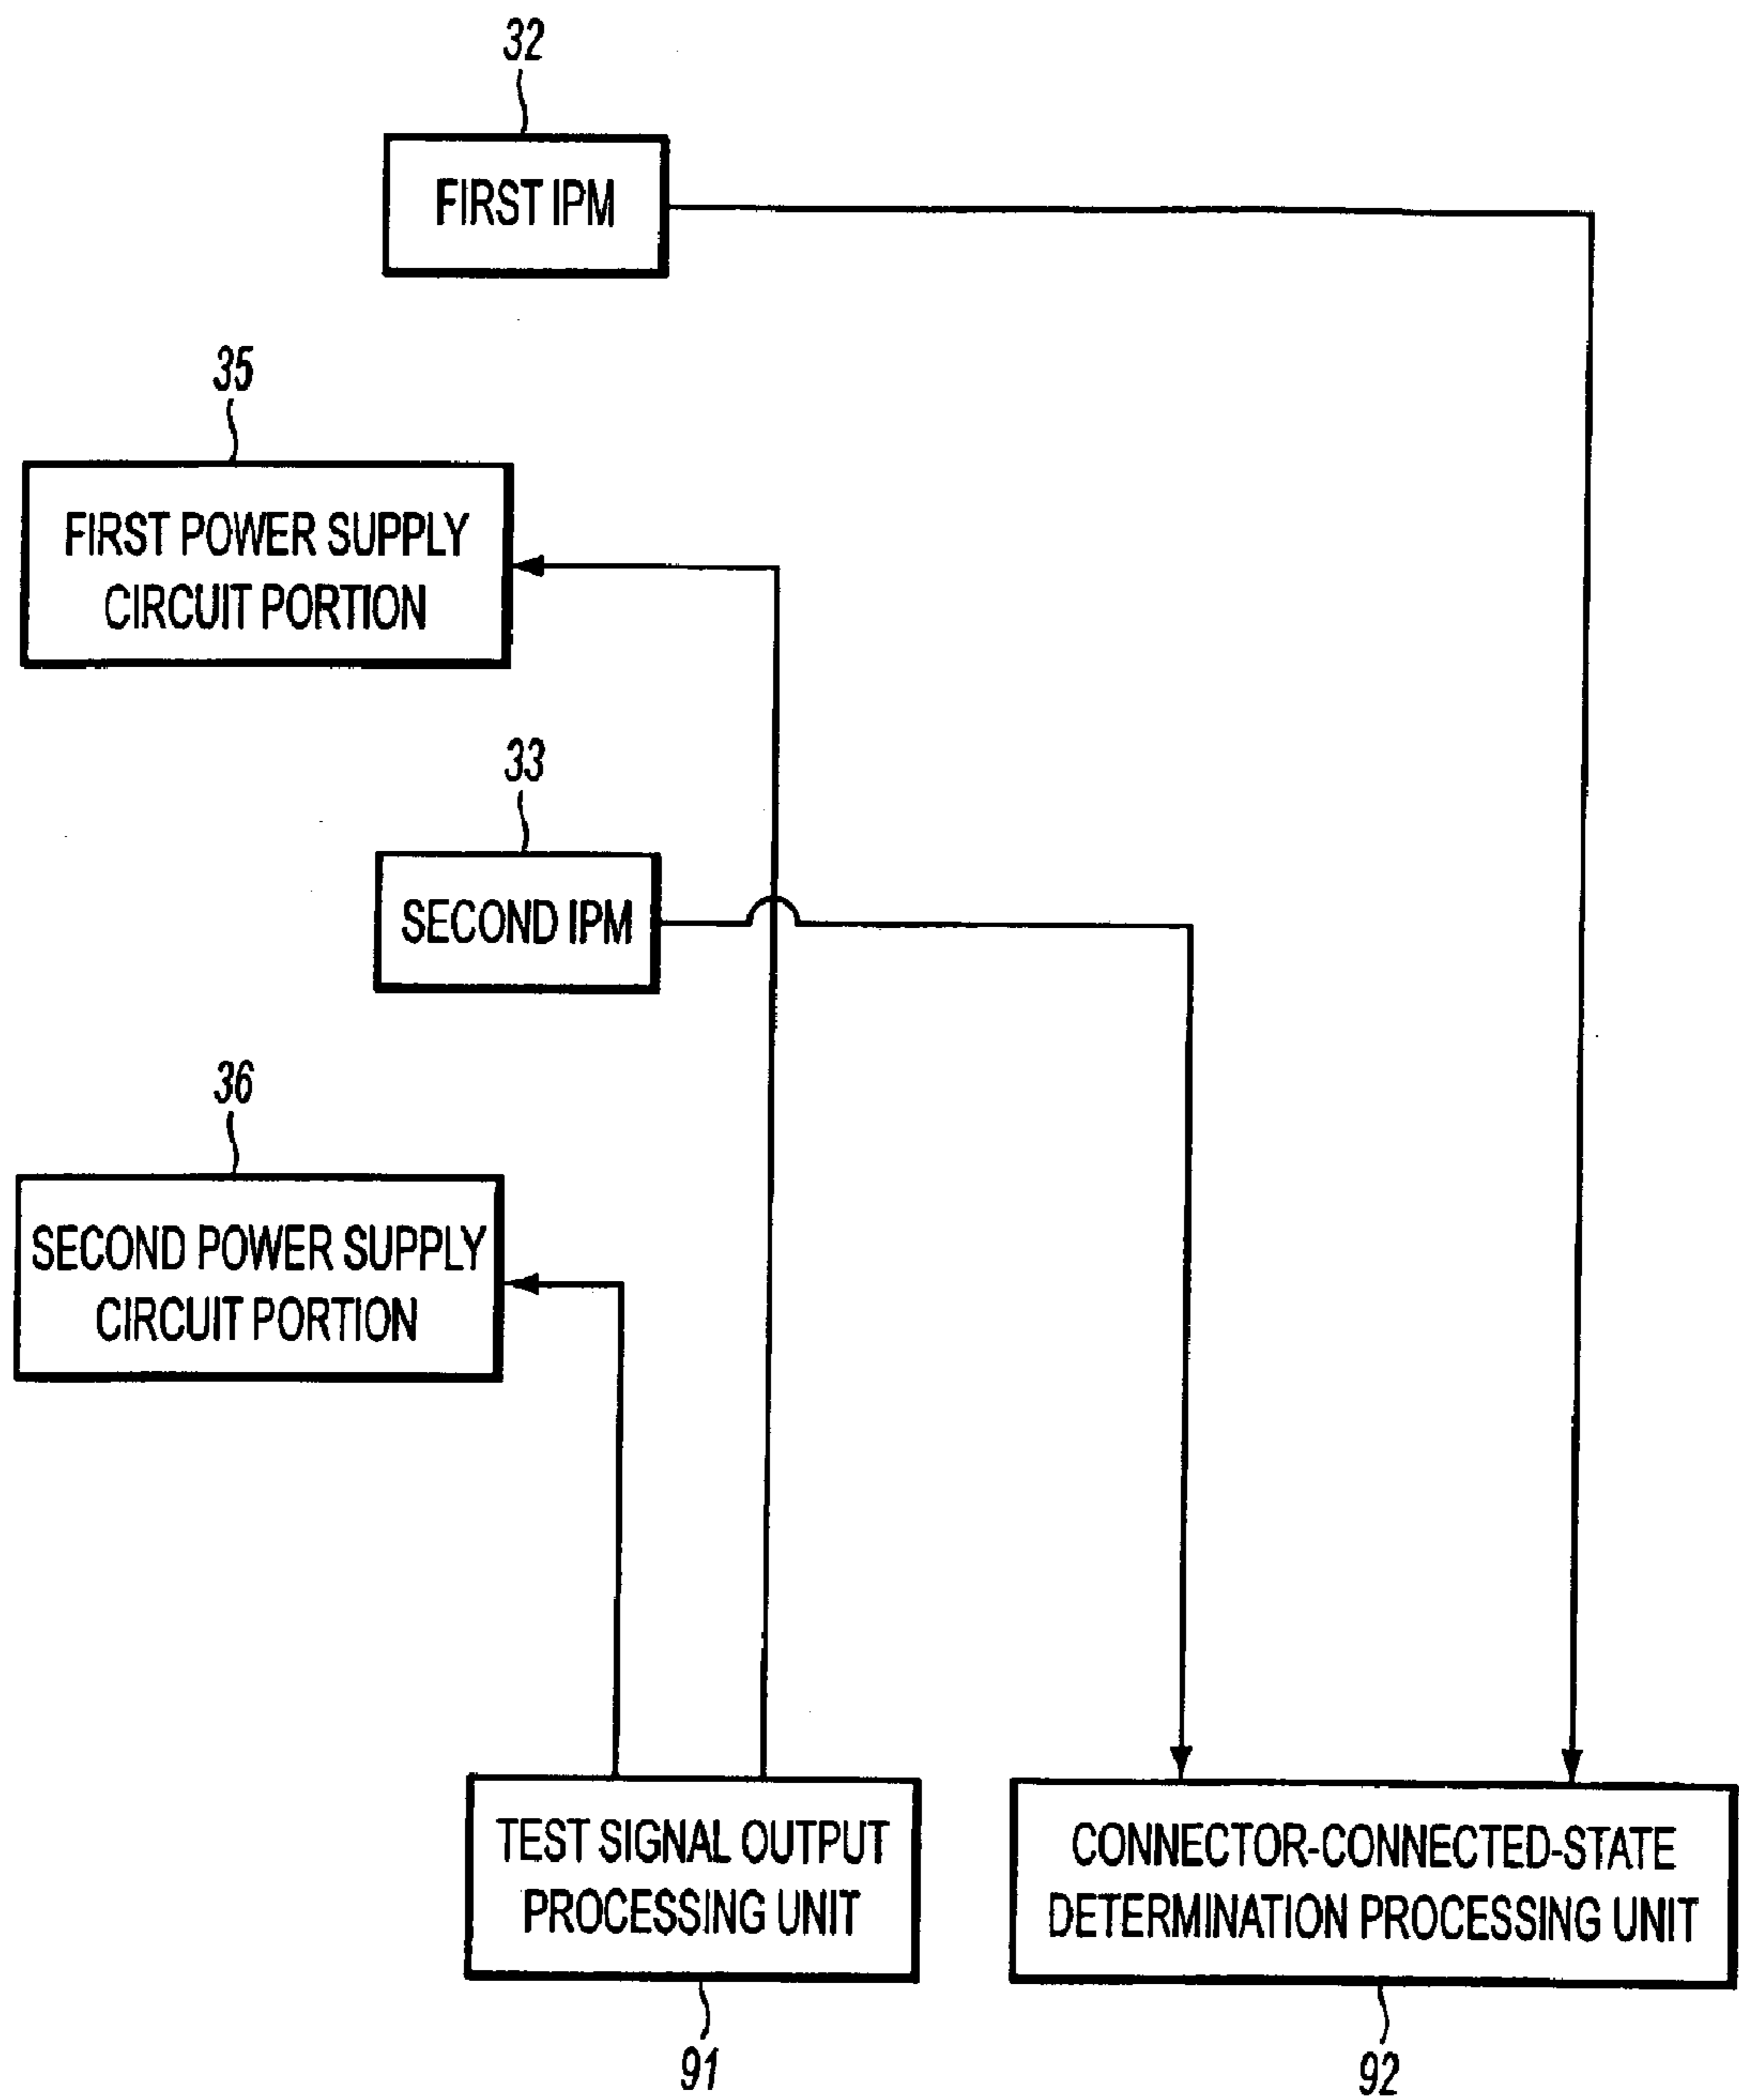 32
FIRST IPM
35
FIRST POWER SUPPLY
CIRCUIT PORTION
33
SECOND IPM
36
SECOND POWER SUPPLY
CIRCUIT PORTION
TEST SIGNAL OUTPUT
PROCESSING UNIT
91
CONNECTOR-CONNECTED-STATE
DETERMINATION PROCESSING UNIT
92